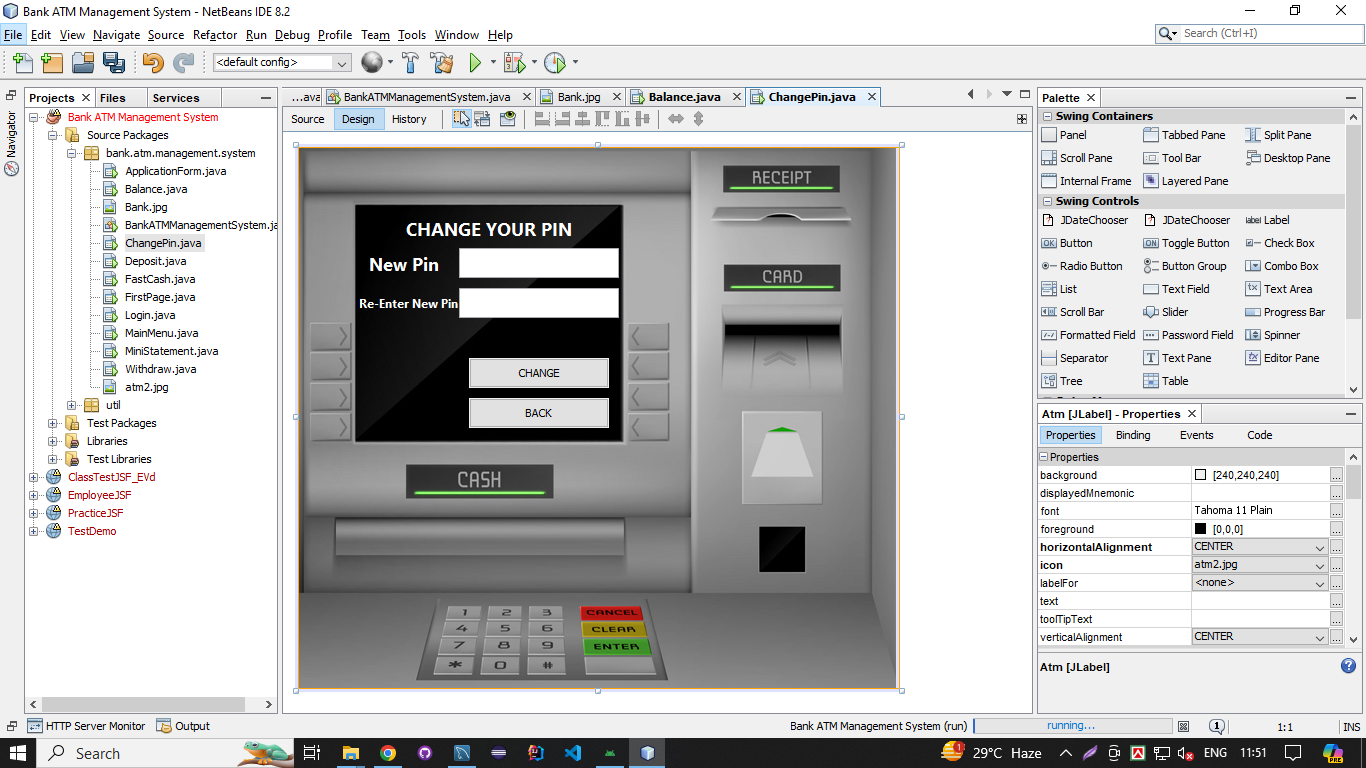 Bank ATM Management System - NetBeans IDE 8.2
File Edit View Navigate Source Refactor Run Debug Profile Team Tools Window Help
Search (Ctrl+I)
<default config>
Projects Files Services
...ava BankATMManagementSystem.java Bank.jpg Balance.java ChangePin.java
Source Design History
Navigator
Bank ATM Management System
Source Packages
bank.atm.management.system
ApplicationForm.java
Balance.java
Bank.jpg
BankATMManagementSystem.ja
ChangePin.java
Deposit.java
FastCash.java
FirstPage.java
Login.java
MainMenu.java
MiniStatement.java
Withdraw.java
atm2.jpg
util
Test Packages
Libraries
Test Libraries
ClassTestJSF_EVd
EmployeeJSF
PracticeJSF
TestDemo
CHANGE YOUR PIN
New Pin
Re-Enter New Pin
CHANGE
BACK
CASH
RECEIPT
CARD
1 2 3 CANCEL
4 5 6 CLEAR
7 8 9 ENTER
* 0 #
Palette
Swing Containers
Panel Tabbed Pane Split Pane
Scroll Pane Tool Bar Desktop Pane
Internal Frame Layered Pane
Swing Controls
JDateChooser JDateChooser Label
Button Toggle Button Check Box
Radio Button Button Group Combo Box
List Text Field Text Area
Scroll Bar Slider Progress Bar
Formatted Field Password Field Spinner
Separator Text Pane Editor Pane
Tree Table
Atm [JLabel] - Properties
Properties Binding Events Code
Properties
background [240,240,240]
displayedMnemonic
font Tahoma 11 Plain
foreground [0,0,0]
horizontalAlignment CENTER
icon atm2.jpg
labelFor <none>
text
toolTipText
verticalAlignment CENTER
Atm [JLabel]
HTTP Server Monitor Output
Bank ATM Management System (run) running... 1 1:1 INS
Search
29°C Haze ENG 11:51